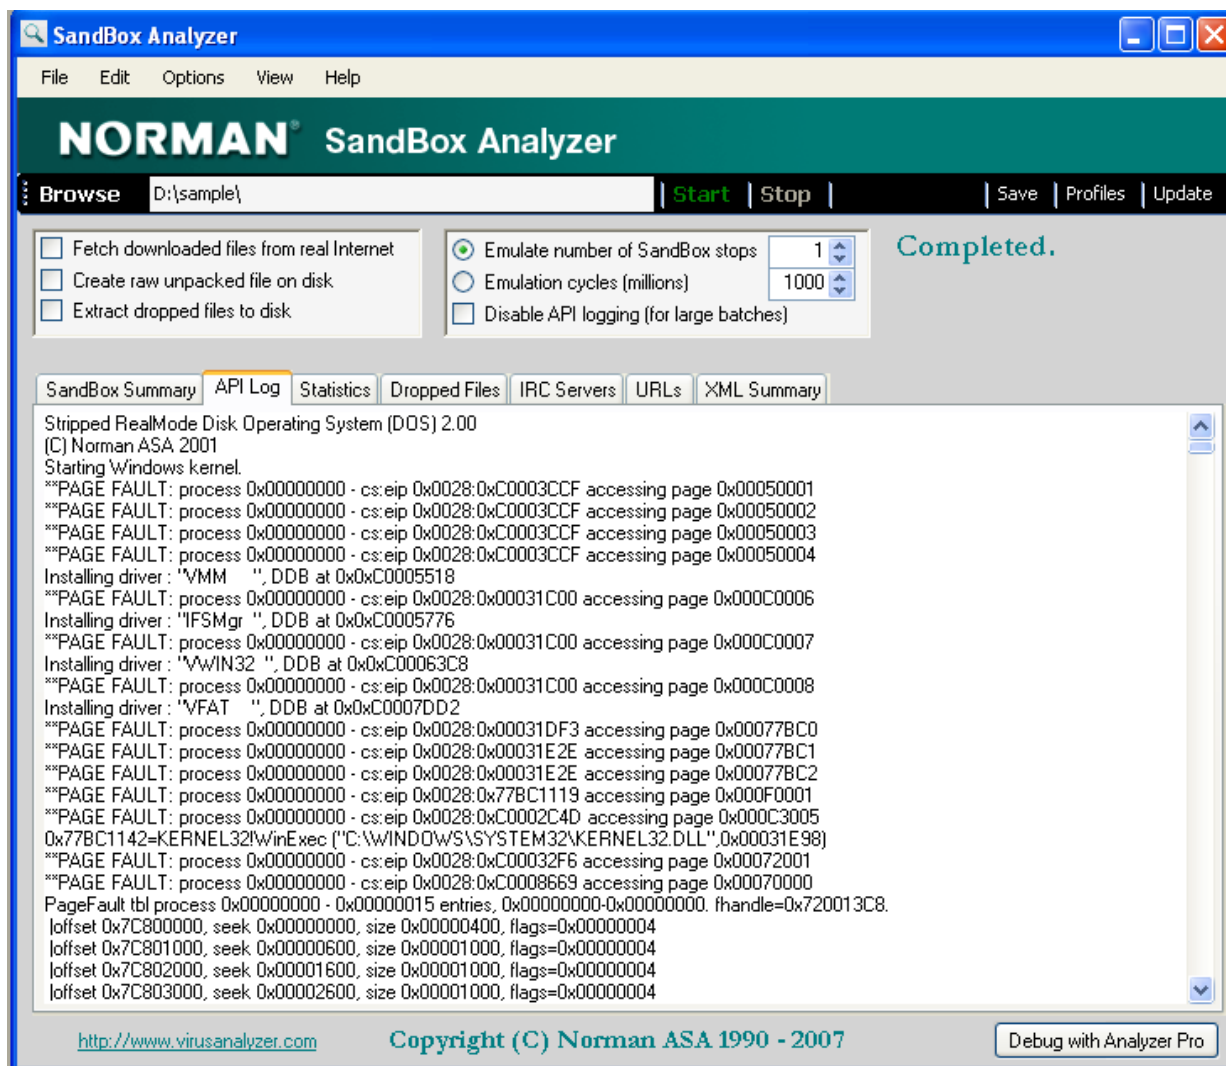 SandBox Analyzer
File Edit Options View Help
NORMAN® SandBox Analyzer
Browse D:\sample\ | Start | Stop | | Save | Profiles | Update
Fetch downloaded files from real Internet
Create raw unpacked file on disk
Extract dropped files to disk
Emulate number of SandBox stops 1
Emulation cycles (millions) 1000
Disable API logging (for large batches)
Completed.
SandBox Summary API Log Statistics Dropped Files IRC Servers URLs XML Summary
Stripped RealMode Disk Operating System (DOS) 2.00
(C) Norman ASA 2001
Starting Windows kernel.
**PAGE FAULT: process 0x00000000 - cs:eip 0x0028:0xC0003CCF accessing page 0x00050001
**PAGE FAULT: process 0x00000000 - cs:eip 0x0028:0xC0003CCF accessing page 0x00050002
**PAGE FAULT: process 0x00000000 - cs:eip 0x0028:0xC0003CCF accessing page 0x00050003
**PAGE FAULT: process 0x00000000 - cs:eip 0x0028:0xC0003CCF accessing page 0x00050004
Installing driver : "VMM     ", DDB at 0x0xC0005518
**PAGE FAULT: process 0x00000000 - cs:eip 0x0028:0x00031C00 accessing page 0x000C0006
Installing driver : "IFSMgr  ", DDB at 0x0xC0005776
**PAGE FAULT: process 0x00000000 - cs:eip 0x0028:0x00031C00 accessing page 0x000C0007
Installing driver : "VWIN32  ", DDB at 0x0xC00063C8
**PAGE FAULT: process 0x00000000 - cs:eip 0x0028:0x00031C00 accessing page 0x000C0008
Installing driver : "VFAT    ", DDB at 0x0xC0007DD2
**PAGE FAULT: process 0x00000000 - cs:eip 0x0028:0x00031DF3 accessing page 0x00077BC0
**PAGE FAULT: process 0x00000000 - cs:eip 0x0028:0x00031E2E accessing page 0x00077BC1
**PAGE FAULT: process 0x00000000 - cs:eip 0x0028:0x00031E2E accessing page 0x00077BC2
**PAGE FAULT: process 0x00000000 - cs:eip 0x0028:0x77BC1119 accessing page 0x000F0001
**PAGE FAULT: process 0x00000000 - cs:eip 0x0028:0xC0002C4D accessing page 0x000C3005
0x77BC1142=KERNEL32!WinExec ("C:\WINDOWS\SYSTEM32\KERNEL32.DLL",0x00031E98)
**PAGE FAULT: process 0x00000000 - cs:eip 0x0028:0xC00032F6 accessing page 0x00072001
**PAGE FAULT: process 0x00000000 - cs:eip 0x0028:0xC0008669 accessing page 0x00070000
PageFault tbl process 0x00000000 - 0x00000015 entries, 0x00000000-0x00000000. fhandle=0x720013C8.
|offset 0x7C800000, seek 0x00000000, size 0x00000400, flags=0x00000004
|offset 0x7C801000, seek 0x00000600, size 0x00001000, flags=0x00000004
|offset 0x7C802000, seek 0x00001600, size 0x00001000, flags=0x00000004
|offset 0x7C803000, seek 0x00002600, size 0x00001000, flags=0x00000004
http://www.virusanalyzer.com Copyright (C) Norman ASA 1990 - 2007 Debug with Analyzer Pro